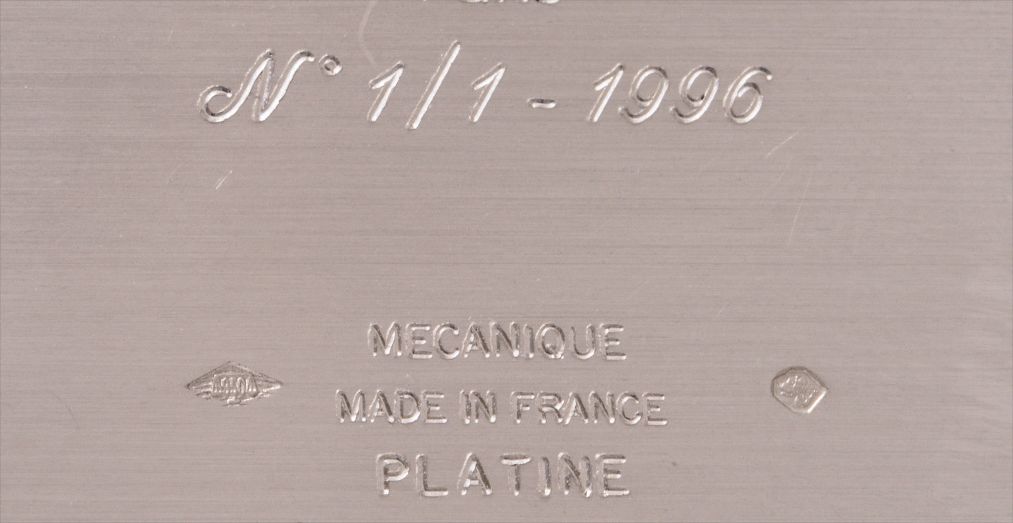 N° 1/1 - 1996
MECANIQUE
MADE IN FRANCE
PLATINE